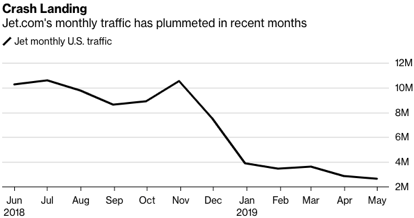 Crash Landing
Jet.com's monthly traffic has plummeted in recent months
Jet monthly U.S. traffic
12M
10M
8M
6M
4M
2M
Jun Jul Aug Sep Oct Nov Dec Jan Feb Mar Apr May
2018 2019